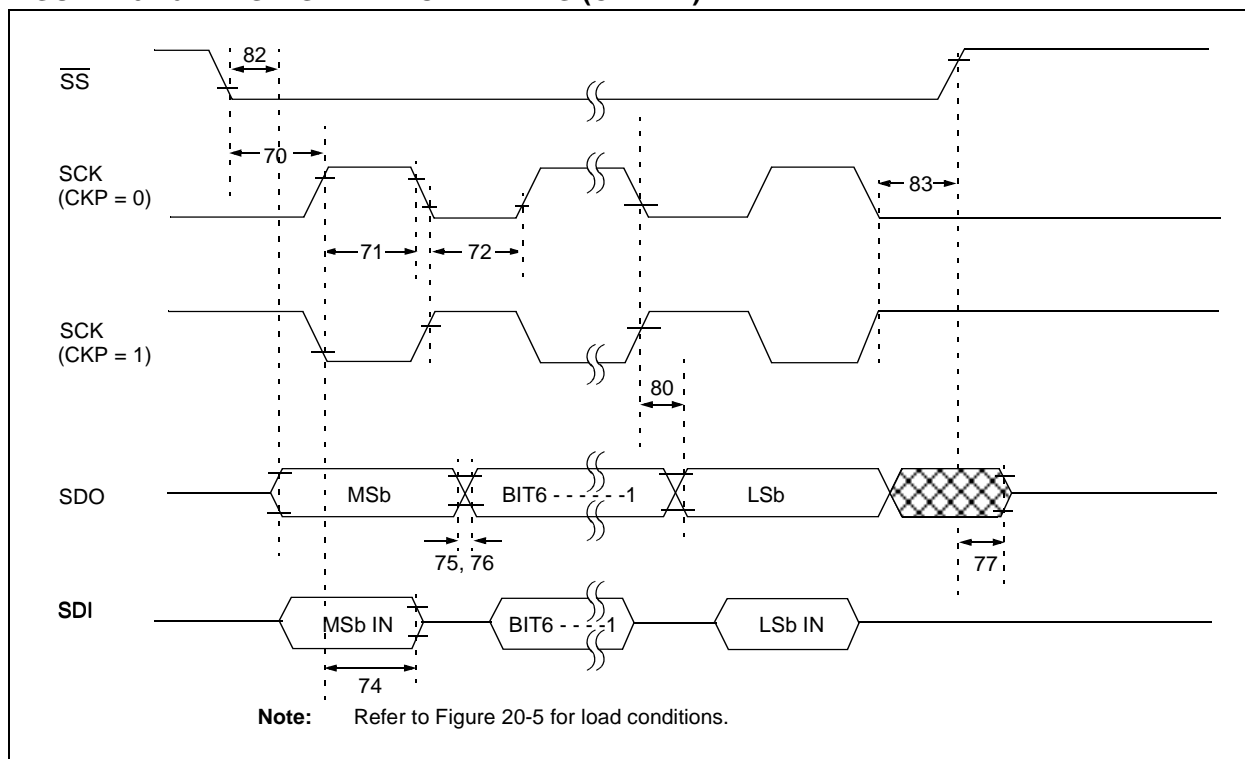 82
SS
70
SCK
(CKP = 0)
83
71
72
SCK
(CKP = 1)
80
SDO
MSb
BIT6 - - - - - -1
LSb
75, 76
77
SDI
MSb IN
BIT6 - - - -1
LSb IN
74
Note: Refer to Figure 20-5 for load conditions.